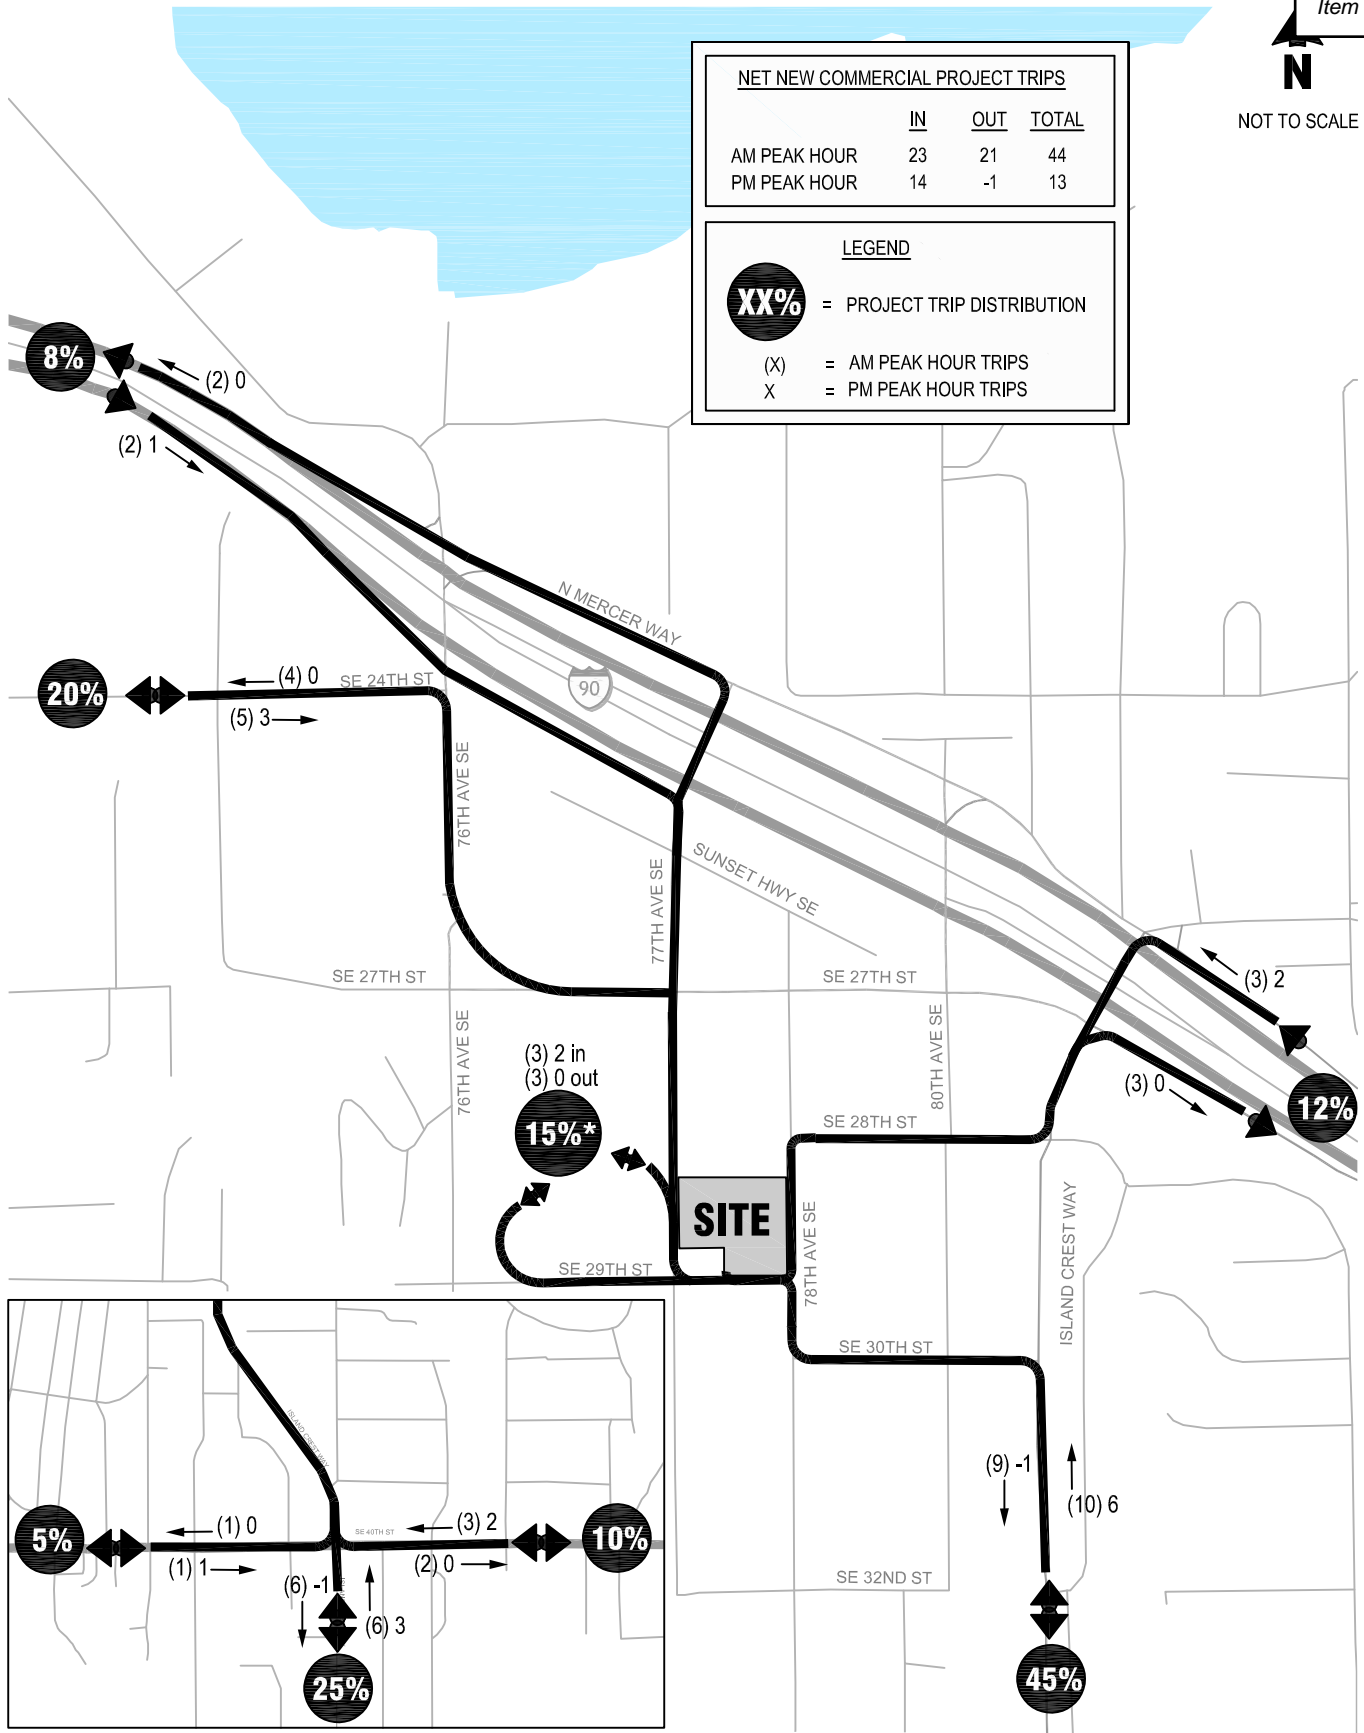 Item
N
NOT TO SCALE
NET NEW COMMERCIAL PROJECT TRIPS
IN OUT TOTAL
AM PEAK HOUR 23 21 44
PM PEAK HOUR 14 -1 13
LEGEND
XX% = PROJECT TRIP DISTRIBUTION
(X) = AM PEAK HOUR TRIPS
X = PM PEAK HOUR TRIPS
8%
(2) 0
(2) 1
N MERCER WAY
90
20%
(4) 0
SE 24TH ST
(5) 3
76TH AVE SE
77TH AVE SE
SUNSET HWY SE
SE 27TH ST
SE 27TH ST
(3) 2
76TH AVE SE
80TH AVE SE
(3) 2 in
(3) 0 out
15%*
(3) 0
12%
SE 28TH ST
SITE
78TH AVE SE
ISLAND CREST WAY
SE 29TH ST
SE 30TH ST
(9) -1
(10) 6
SE 32ND ST
45%
ISLAND CREST WAY
5%
(1) 0
(1) 1
SE 40TH ST
(3) 2
(2) 0
10%
(6) -1
(6) 3
25%